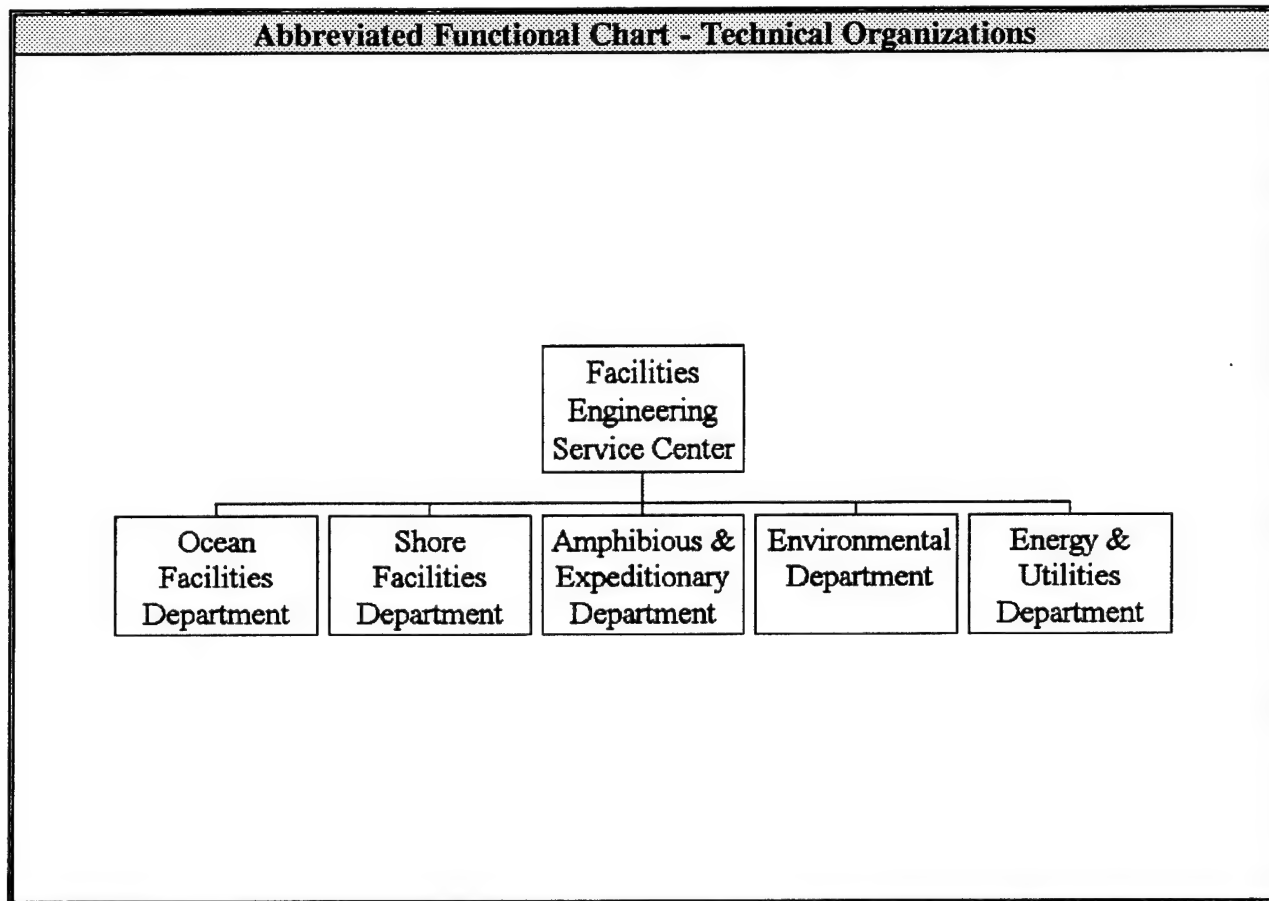 Abbreviated Functional Chart - Technical Organizations
Facilities
Engineering
Service Center
Ocean
Facilities
Department
Shore
Facilities
Department
Amphibious &
Expeditionary
Department
Environmental
Department
Energy &
Utilities
Department